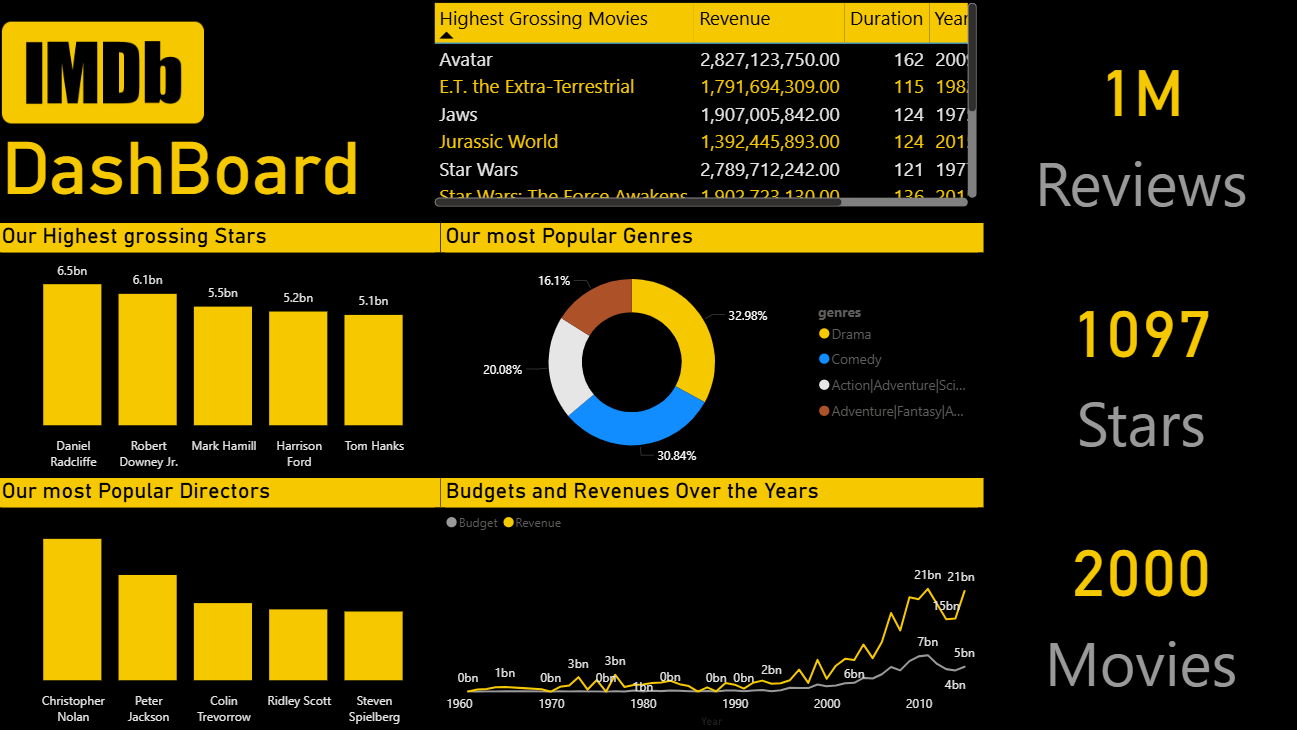 IMDb
DashBoard
Highest Grossing Movies Revenue Duration Year
Avatar 2,827,123,750.00 162 2009
E.T. the Extra-Terrestrial 1,791,694,309.00 115 198
Jaws 1,907,005,842.00 124 197
Jurassic World 1,392,445,893.00 124 201
Star Wars 2,789,712,242.00 121 197
Star Wars: The Force Awakens 1,902,723,130.00 136 201
1M
Reviews
1097
Stars
2000
Movies
Our Highest grossing Stars
6.5bn
6.1bn
5.5bn
5.2bn
5.1bn
Daniel
Radcliffe
Robert
Downey Jr.
Mark Hamill
Harrison
Ford
Tom Hanks
Our most Popular Genres
16.1%
32.98%
20.08%
30.84%
genres
Drama
Comedy
Action|Adventure|Sci...
Adventure|Fantasy|A...
Our most Popular Directors
Christopher
Nolan
Peter
Jackson
Colin
Trevorrow
Ridley Scott
Steven
Spielberg
Budgets and Revenues Over the Years
Budget Revenue
21bn 21bn
15bn
7bn
5bn
4bn
0bn 1bn 0bn 3bn 0bn 3bn 1bn 0bn 0bn 0bn 2bn 6bn
1960 1970 1980 1990 2000 2010
Year